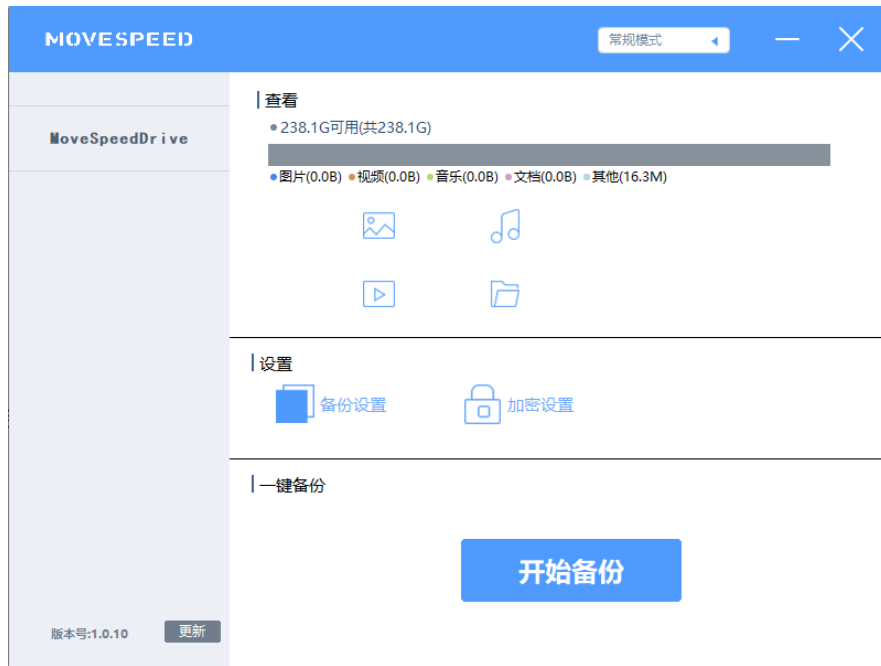 MOVESPEED
常规模式
MoveSpeedDrive
查看
238.1G可用(共238.1G)
图片(0.0B) 视频(0.0B) 音乐(0.0B) 文档(0.0B) 其他(16.3M)
设置
备份设置 加密设置
一键备份
开始备份
版本号:1.0.10 更新